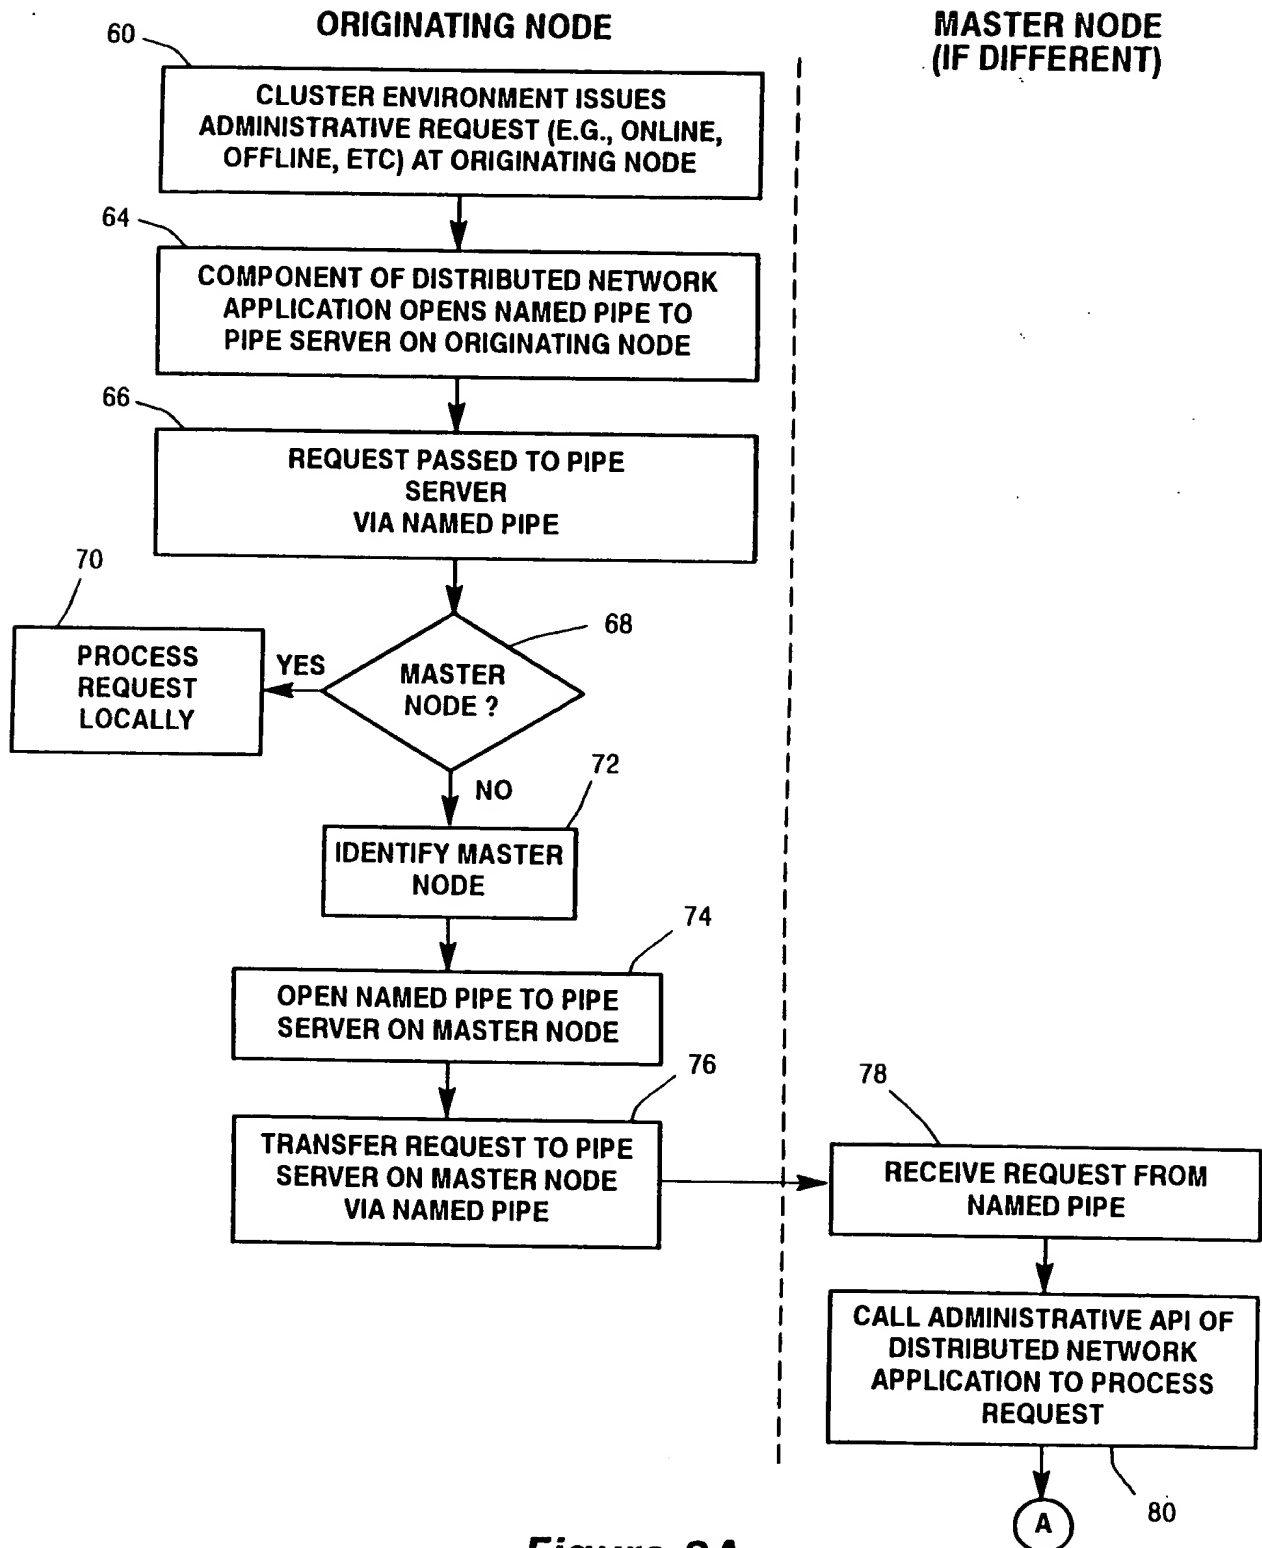 ORIGINATING NODE
MASTER NODE
(IF DIFFERENT)
60
CLUSTER ENVIRONMENT ISSUES
ADMINISTRATIVE REQUEST (E.G., ONLINE,
OFFLINE, ETC) AT ORIGINATING NODE
64
COMPONENT OF DISTRIBUTED NETWORK
APPLICATION OPENS NAMED PIPE TO
PIPE SERVER ON ORIGINATING NODE
66
REQUEST PASSED TO PIPE
SERVER
VIA NAMED PIPE
70
68
PROCESS
REQUEST
LOCALLY
YES
MASTER
NODE ?
NO
72
IDENTIFY MASTER
NODE
74
OPEN NAMED PIPE TO PIPE
SERVER ON MASTER NODE
76
TRANSFER REQUEST TO PIPE
SERVER ON MASTER NODE
VIA NAMED PIPE
78
RECEIVE REQUEST FROM
NAMED PIPE
CALL ADMINISTRATIVE API OF
DISTRIBUTED NETWORK
APPLICATION TO PROCESS
REQUEST
80
A